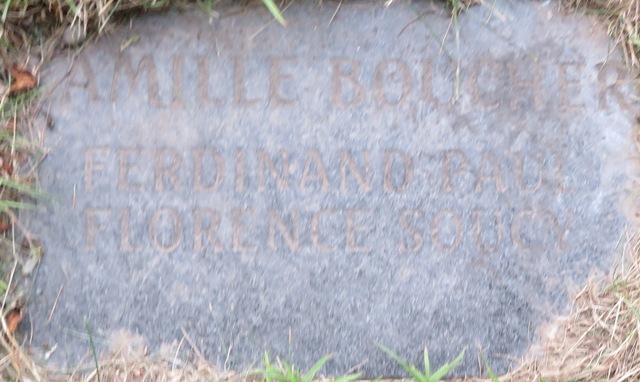 AMILLE BOUCHER
FERDINAND PAUL
FLORENCE SOUCY